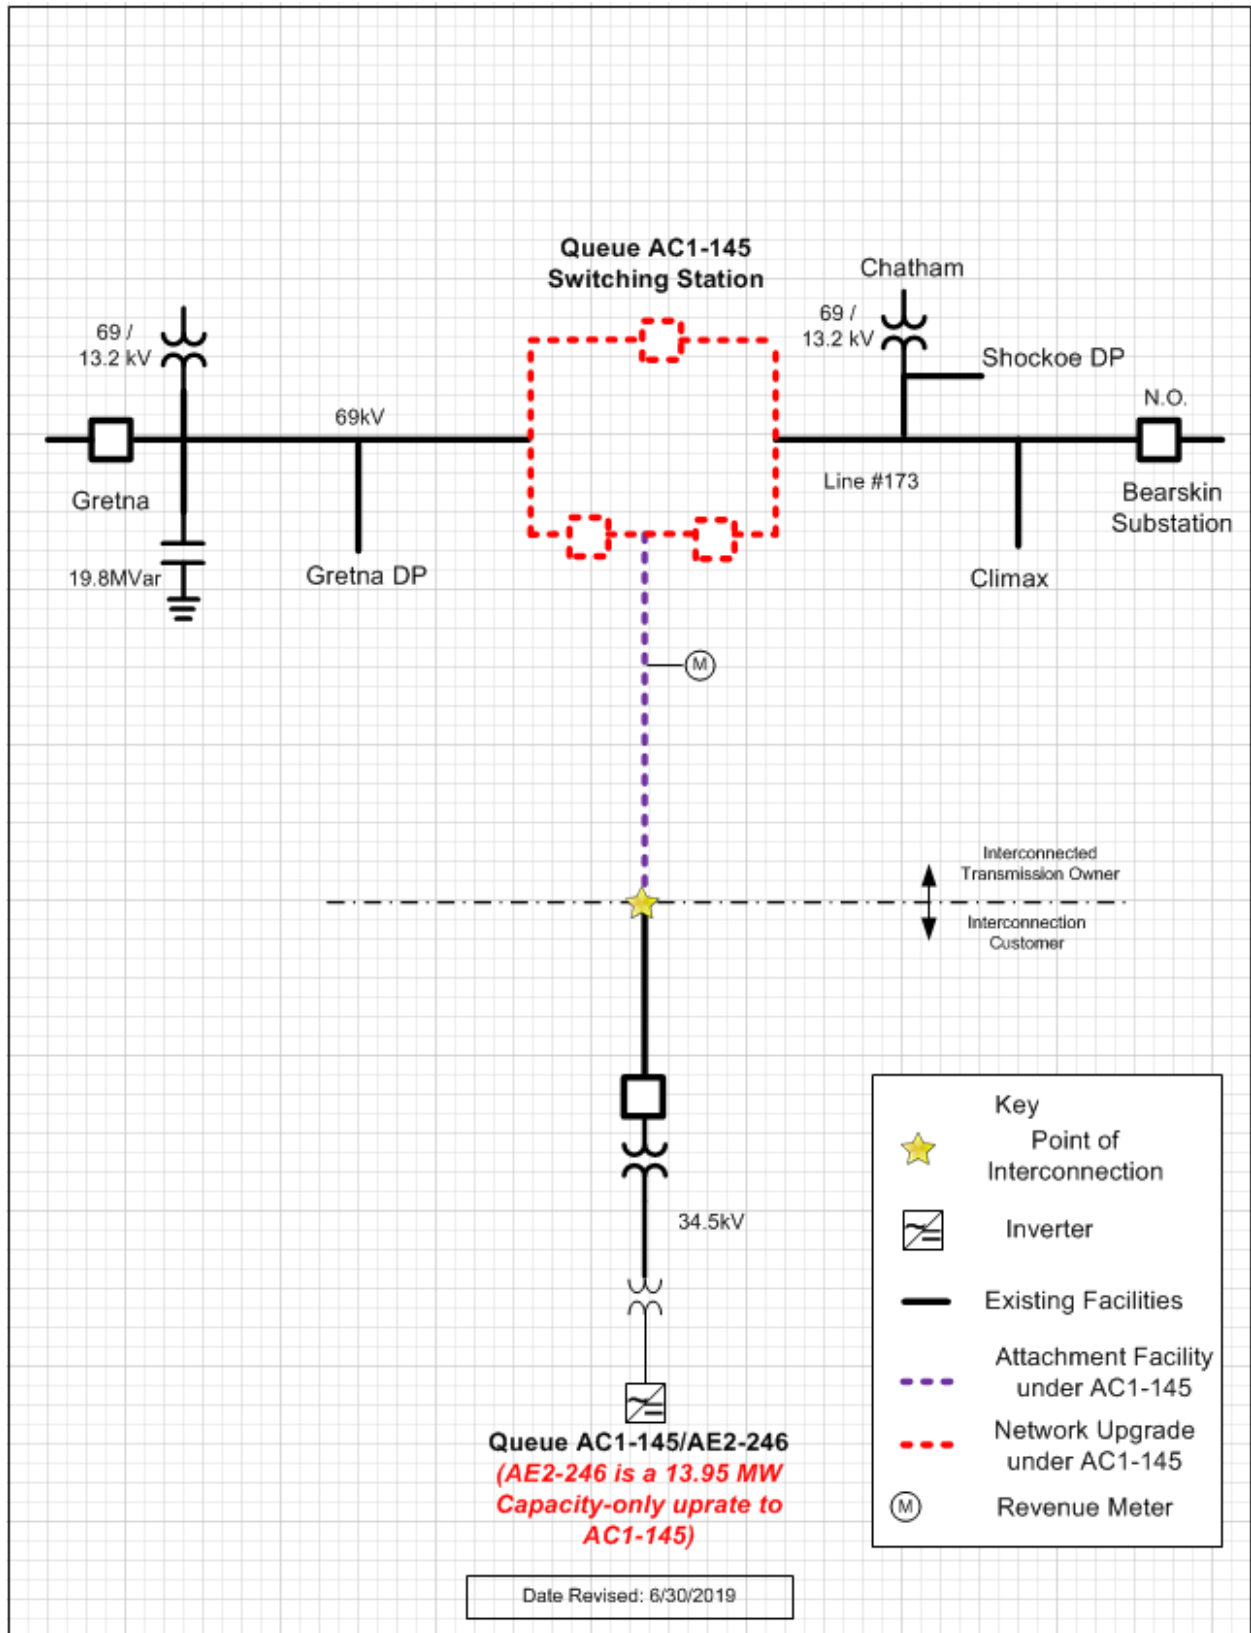 Queue AC1-145
Switching Station
Chatham
69 /
13.2 kV
69 /
13.2 kV
Shockoe DP
N.O.
69kV
Line #173
Gretna
Bearskin
Substation
19.8MVar
Gretna DP
Climax
M
Interconnected
Transmission Owner
Interconnection
Customer
34.5kV
Queue AC1-145/AE2-246
(AE2-246 is a 13.95 MW
Capacity-only uprate to
AC1-145)
Key
Point of
Interconnection
Inverter
Existing Facilities
Attachment Facility
under AC1-145
Network Upgrade
under AC1-145
M
Revenue Meter
Date Revised: 6/30/2019